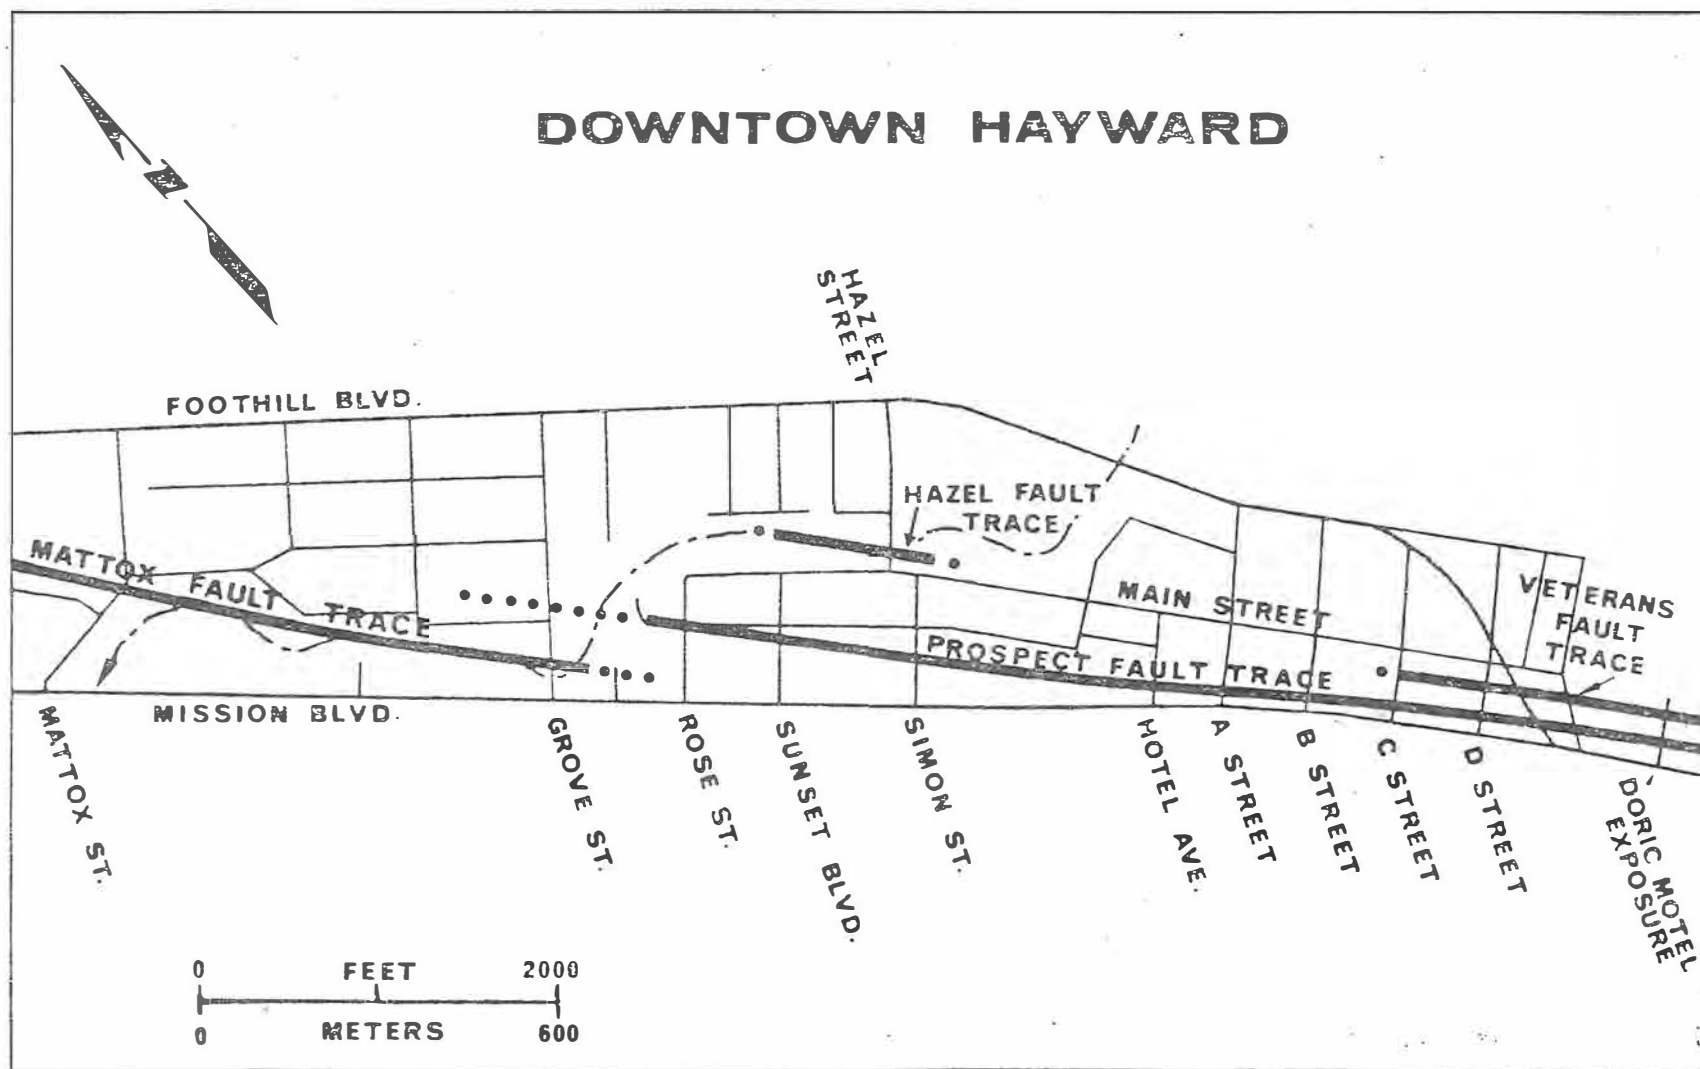 DOWNTOWN HAYWARD
N
HAZEL
STREET
FOOTHILL BLVD.
HAZEL FAULT
TRACE
MATTOX FAULT TRACE
MAIN STREET
VETERANS
FAULT
TRACE
PROSPECT FAULT TRACE
MISSION BLVD.
MATTOX ST.
GROVE ST.
ROSE ST.
SUNSET BLVD.
SIMON ST.
HOTEL AVE.
A STREET
B STREET
C STREET
D STREET
DORIC MOTEL
EXPOSURE
0 FEET 2000
0 METERS 600